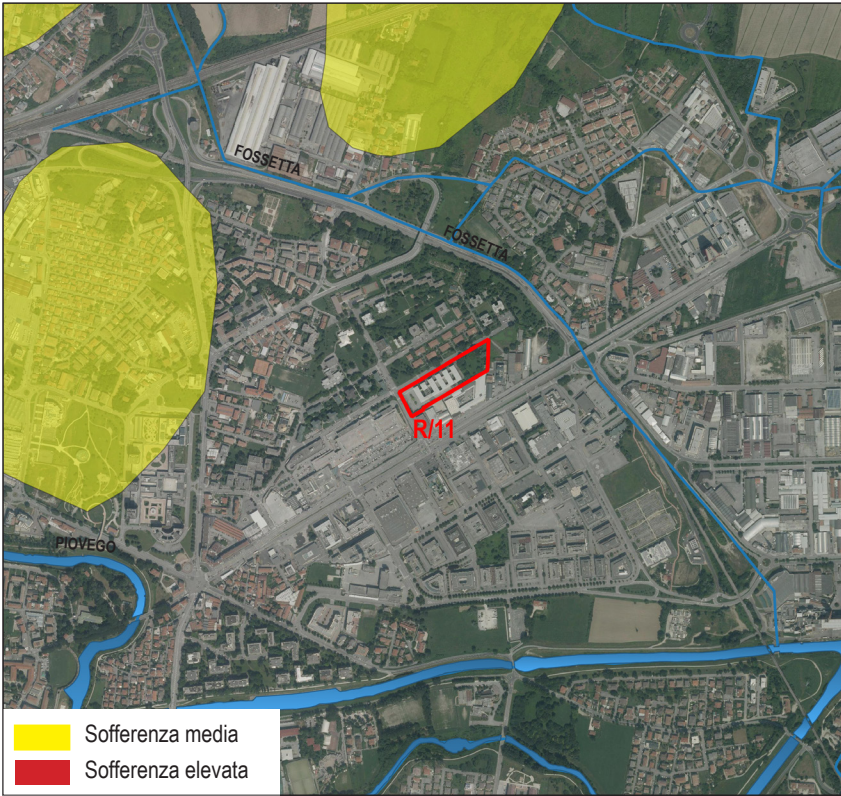 FOSSETTA
FOSSETTA
R/11
PIOVEGO
Sofferenza media
Sofferenza elevata